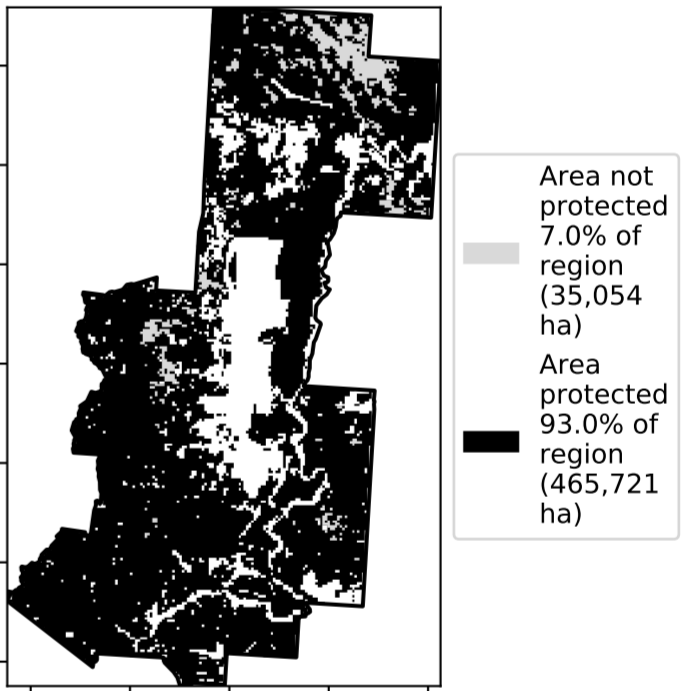 Area not
protected
7.0% of
region
(35,054
ha)
Area
protected
93.0% of
region
(465,721
ha)